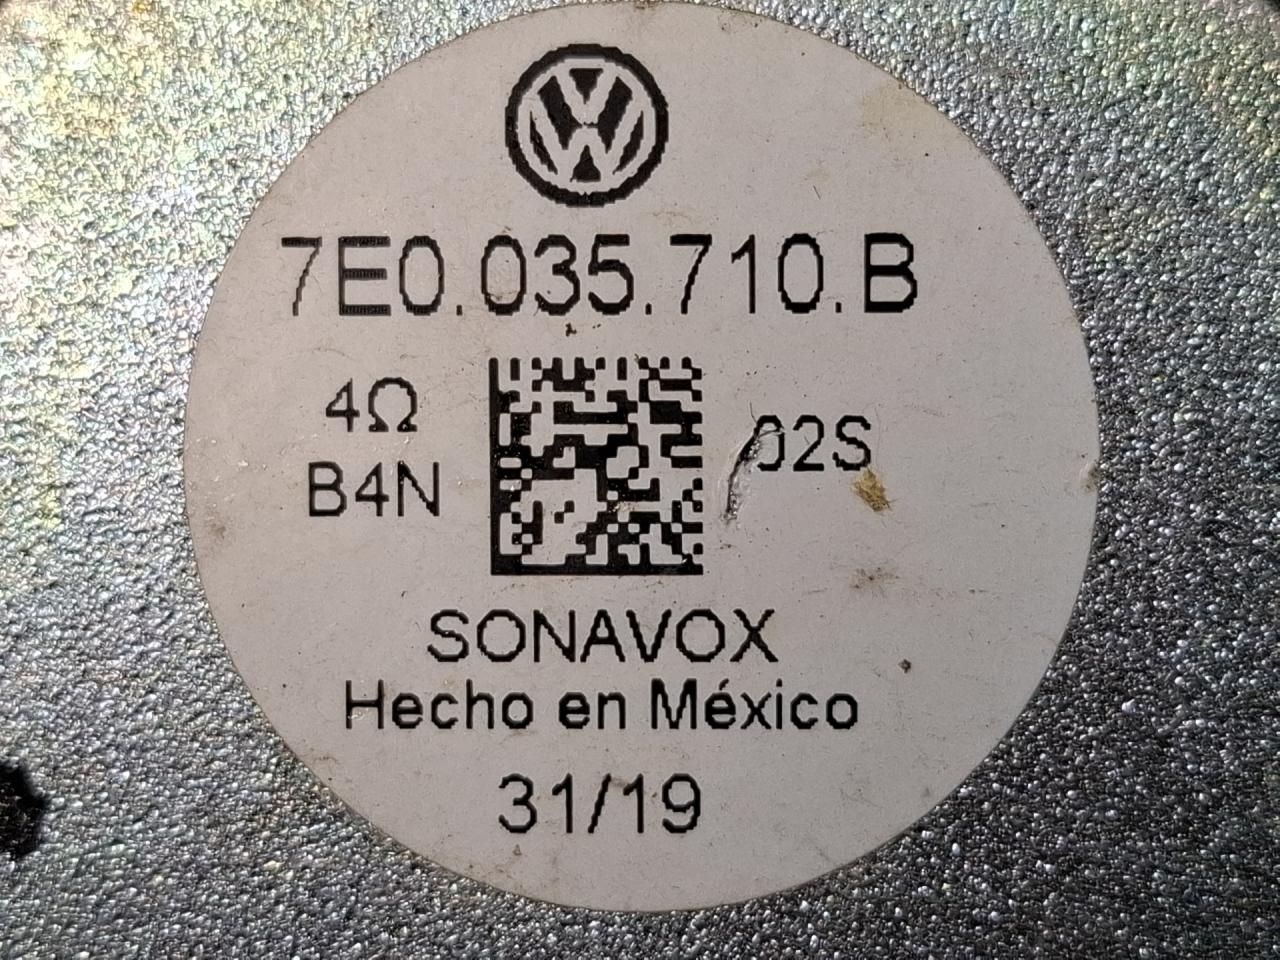 7E0.035.710.B
4Ω
B4N
02S
SONAVOX
Hecho en México
31/19